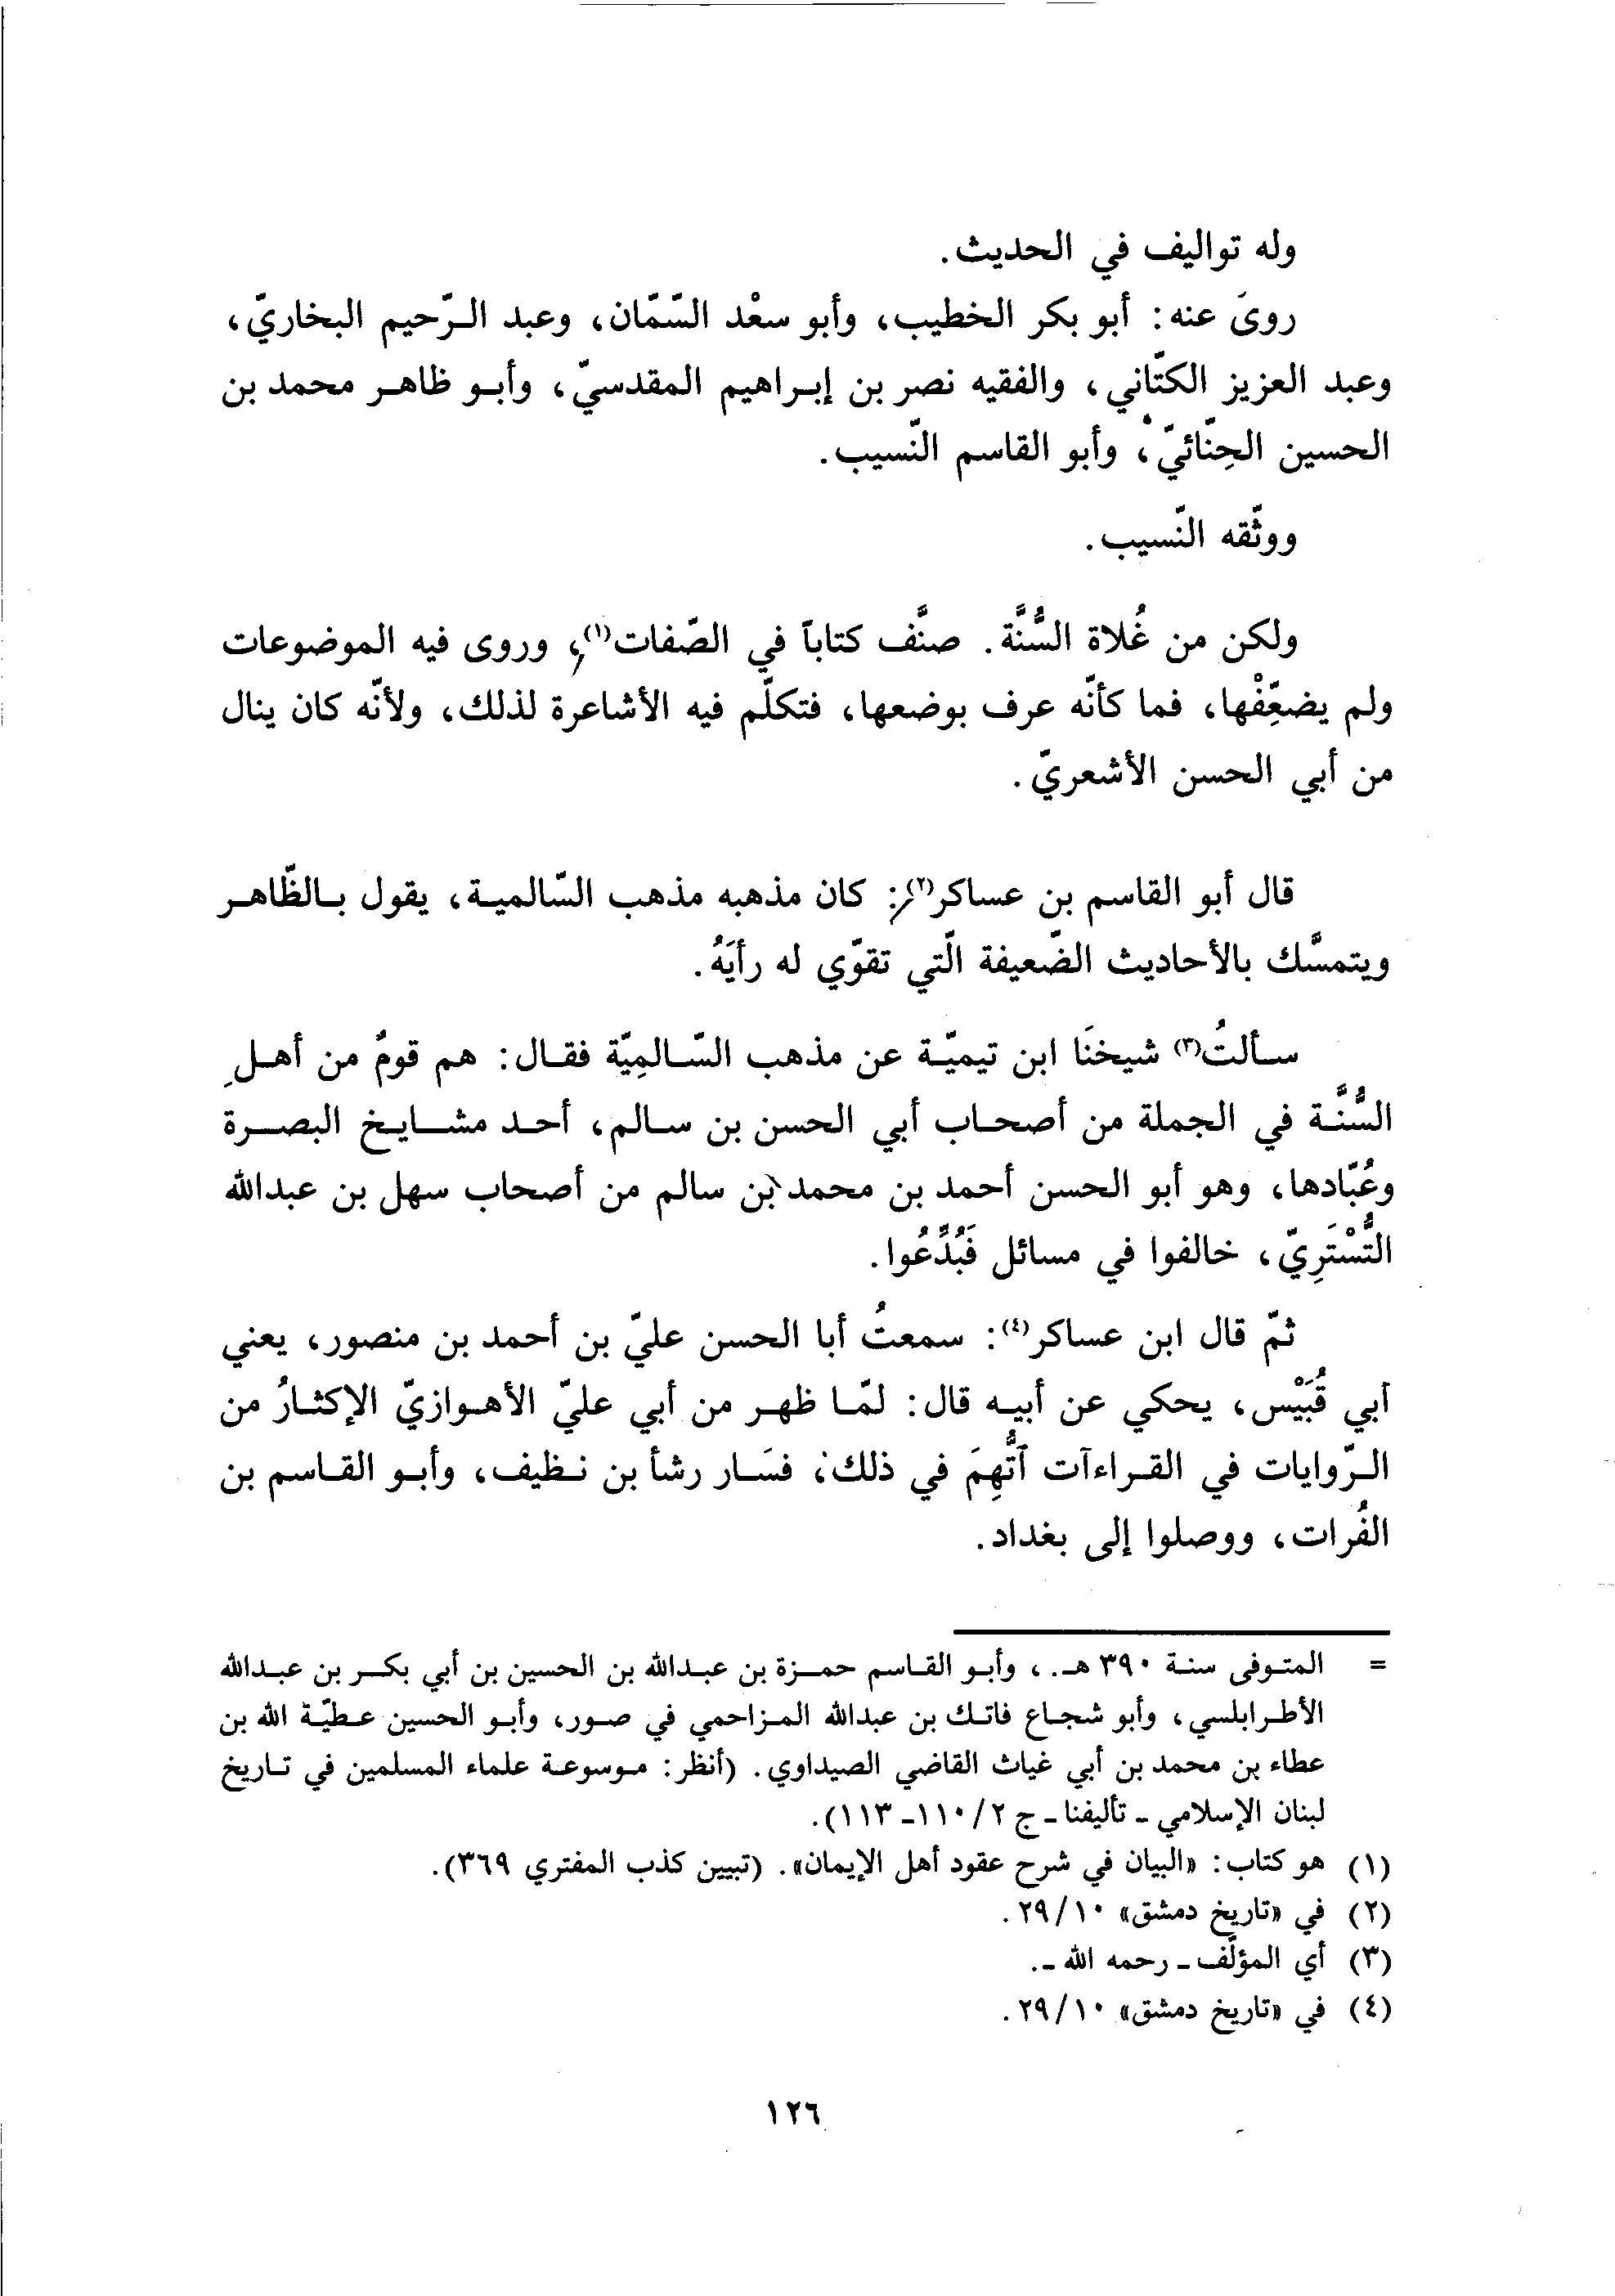 وله تواليف في الحديث.
روىَ عنه: أبو بكر الخطيب، وأبو سعْد السّمّان، وعبد الرّحيم البخاريّ،
وعبد العزيز الكتّاني، والفقيه نصر بن إبراهيم المقدسيّ، وأبو ظاهر محمد بن
الحسين الحِنّائيّ، وأبو القاسم النّسيب.
ووثّقه النّسيب.
ولكن من غُلاة السُّنَّة. صنَّف كتاباً في الصّفات(١)، وروى فيه الموضوعات
ولم يضعِّفْها، فما كأنّه عرف بوضعها، فتكلّم فيه الأشاعرة لذلك، ولأنّه كان ينال
من أبي الحسن الأشعريّ.
قال أبو القاسم بن عساكر(٢): كان مذهبه مذهب السّالمية، يقول بالظّاهر
ويتمسَّك بالأحاديث الضّعيفة الّتي تقوّي له رأيَهُ.
سألتُ(٣) شيخنَا ابن تيميّة عن مذهب السّالمِيّة فقال: هم قومٌ من أهلِ
السُّنَّة في الجملة من أصحاب أبي الحسن بن سالم، أحد مشايخ البصرة
وعُبّادها، وهو أبو الحسن أحمد بن محمد بن سالم من أصحاب سهل بن عبدالله
التُّسْتَرِيّ، خالفوا في مسائل فَبُدِّعُوا.
ثمّ قال ابن عساكر(٤): سمعتُ أبا الحسن عليّ بن أحمد بن منصور، يعني
أبي قُبَيْس، يحكي عن أبيه قال: لمّا ظهر من أبي عليّ الأهوازيّ الإكثارُ من
الرّوايات في القراءآت ٱتُّهِمَ في ذلك؛ فسَار رشأ بن نظيف، وأبو القاسم بن
الفُرات، ووصلوا إلى بغداد.
= المتوفى سنة ٣٩٠ هـ.، وأبو القاسم حمزة بن عبدالله بن الحسين بن أبي بكر بن عبدالله
الأطرابلسي، وأبو شجاع فاتك بن عبدالله المزاحمي في صور، وأبو الحسين عطيّة الله بن
عطاء بن محمد بن أبي غياث القاضي الصيداوي. (أنظر: موسوعة علماء المسلمين في تاريخ
لبنان الإسلامي - تأليفنا - ج ٢/ ١١٠- ١١٣).
(١) هو كتاب: «البيان في شرح عقود أهل الإيمان». (تبيين كذب المفتري ٣٦٩).
(٢) في «تاريخ دمشق» ١٠/ ٢٩.
(٣) أي المؤلّف - رحمه الله -.
(٤) في «تاريخ دمشق» ١٠/ ٢٩.
١٢٦